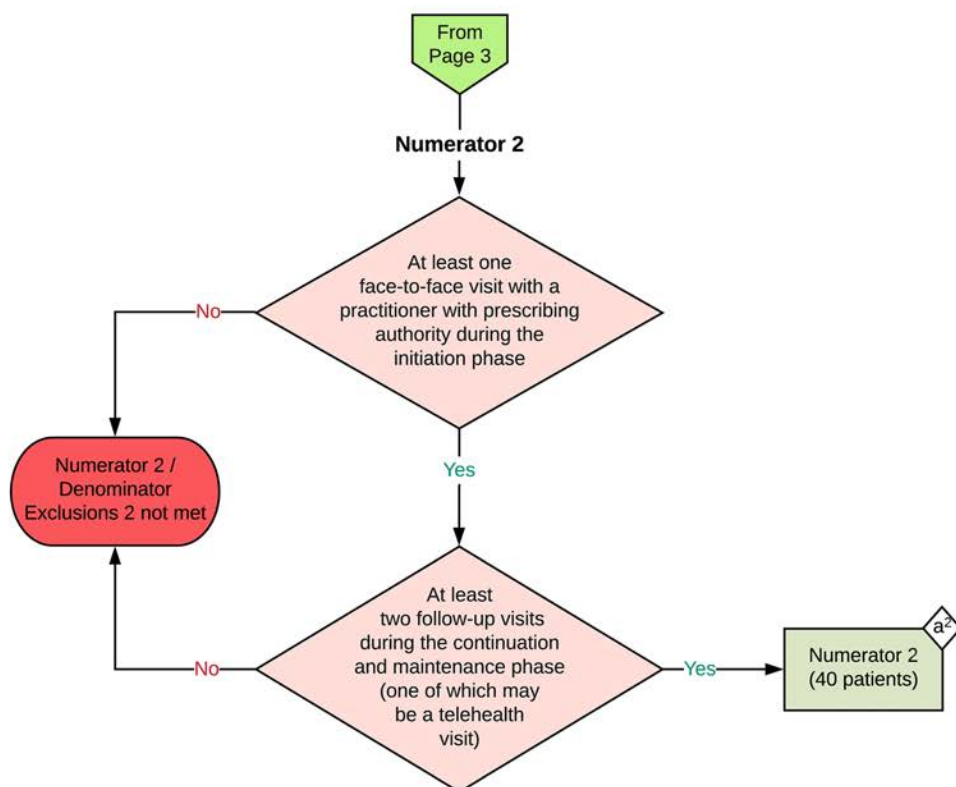 From
Page 3
Numerator 2
At least one
face-to-face visit with a
practitioner with prescribing
authority during the
initiation phase
No
Yes
Numerator 2 /
Denominator
Exclusions 2 not met
At least
two follow-up visits
during the continuation
and maintenance phase
(one of which may
be a telehealth
visit)
No
Yes
a²
Numerator 2
(40 patients)